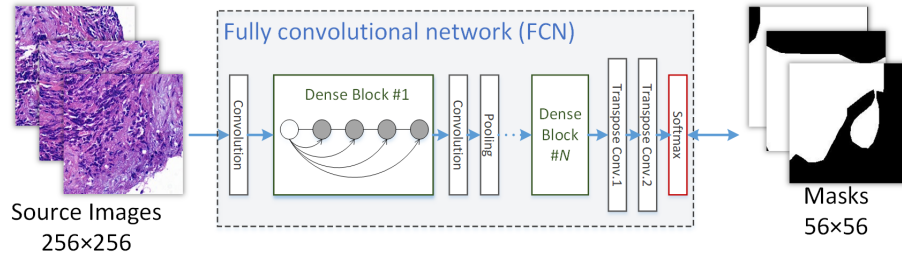 Fully convolutional network (FCN)
Convolution
Dense Block #1
Convolution
Pooling
Dense
Block
#N
Transpose Conv.1
Transpose Conv.2
Softmax
Source Images
256×256
Masks
56×56